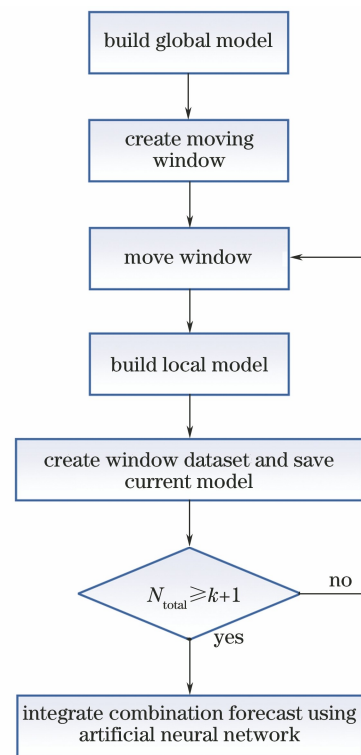 build global model
create moving
window
move window
build local model
create window dataset and save
current model
N_total ⩾ k+1
no
yes
integrate combination forecast using
artificial neural network